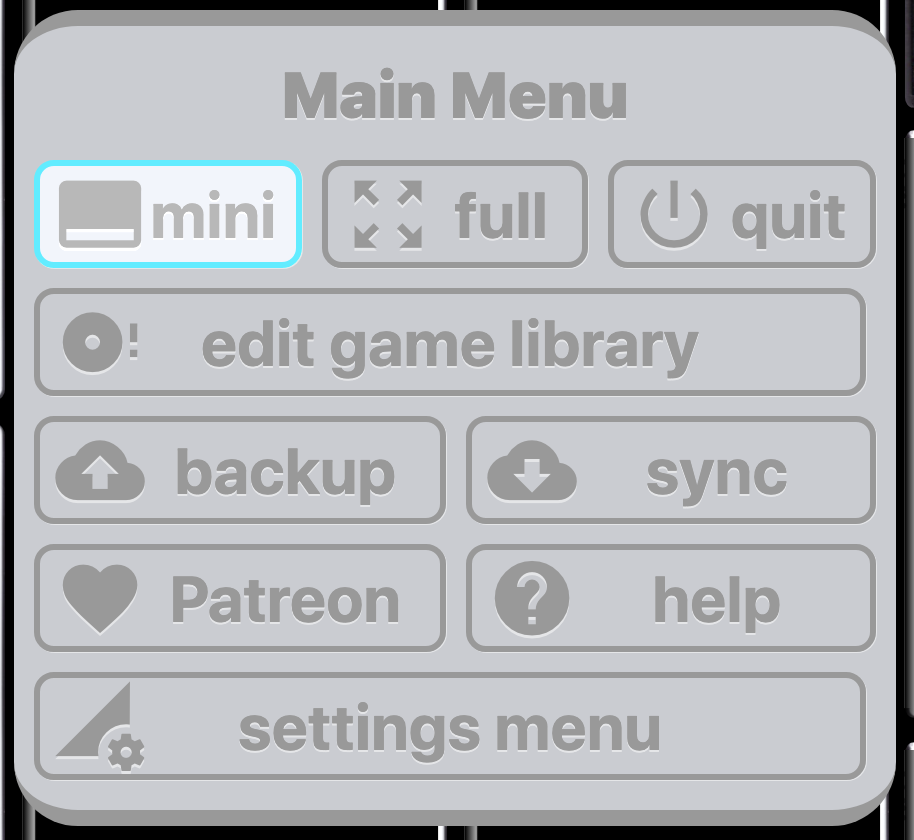 Main Menu
mini full quit
edit game library
backup sync
Patreon help
settings menu